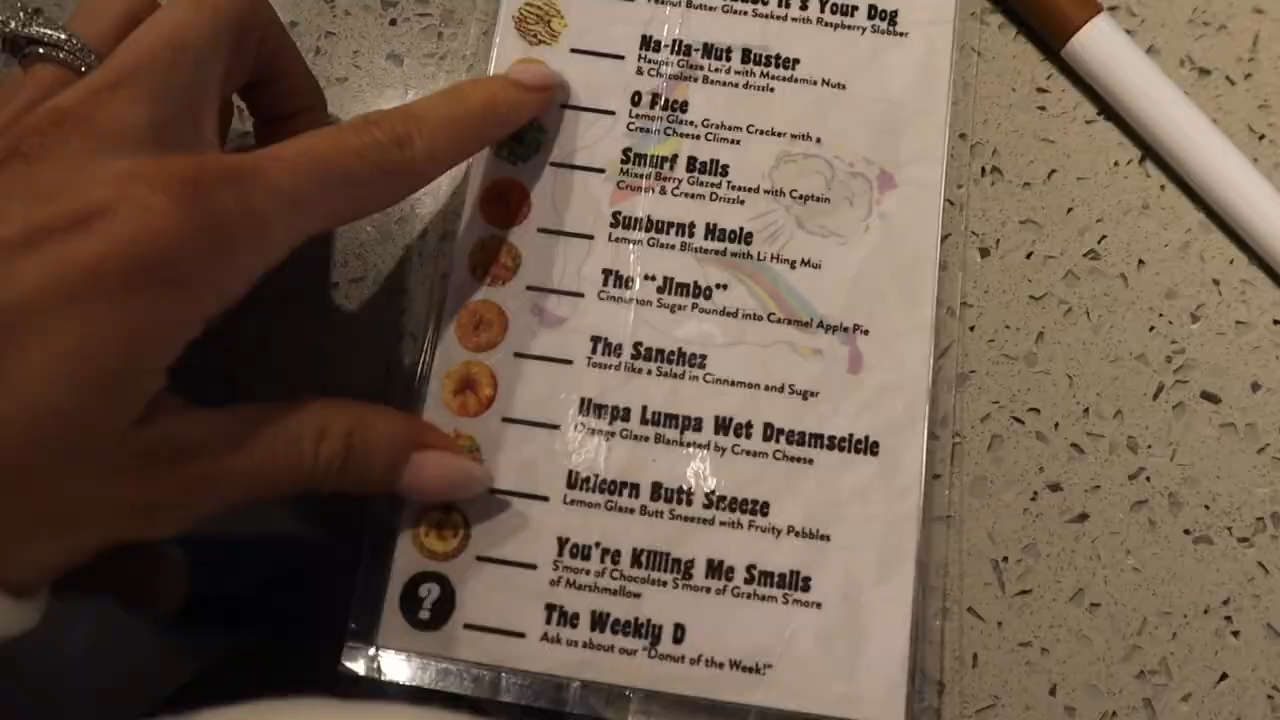 It's Your Dog
Peanut Butter Glaze Soaked with Raspberry Slobber
Na-Na-Nut Buster
Haupia Glaze Lei'd with Macadamia Nuts
& Chocolate Banana drizzle
O Face
Lemon Glaze, Graham Cracker with a
Cream Cheese Climax
Smurf Balls
Mixed Berry Glazed Teased with Captain
Crunch & Cream Drizzle
Sunburnt Haole
Lemon Glaze Blistered with Li Hing Mui
The "Jimbo"
Cinnamon Sugar Pounded into Caramel Apple Pie
The Sanchez
Tossed like a Salad in Cinnamon and Sugar
Umpa Lumpa Wet Dreamscicle
Orange Glaze Blanketed by Cream Cheese
Unicorn Butt Sneeze
Lemon Glaze Butt Sneezed with Fruity Pebbles
You're Killing Me Smalls
S'more of Chocolate S'more of Graham S'more
of Marshmallow
?
The Weekly D
Ask us about our "Donut of the Week!"